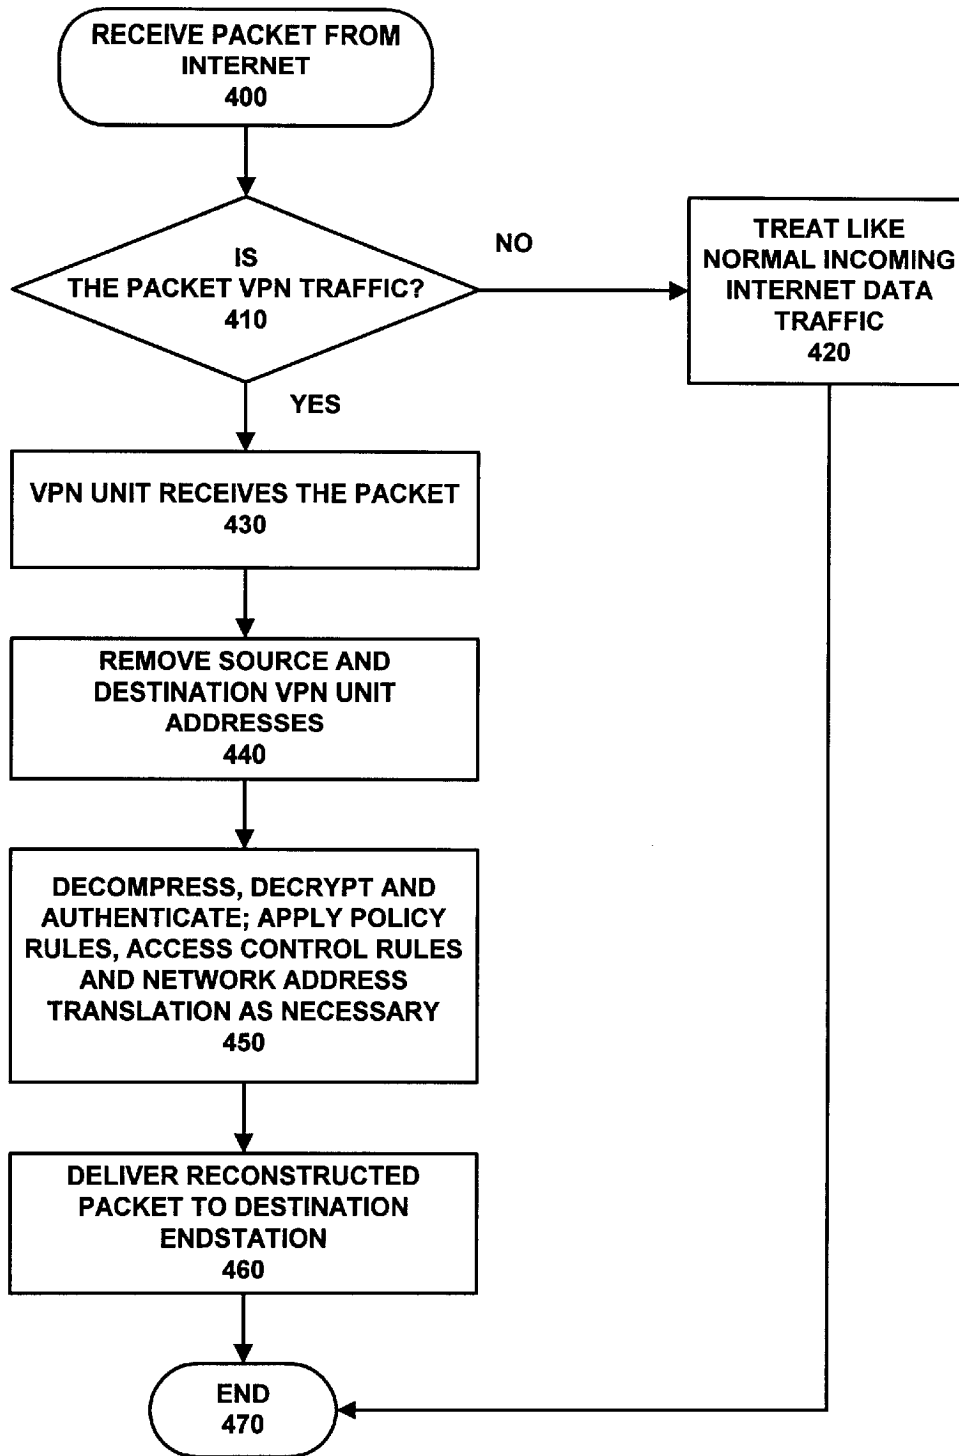 RECEIVE PACKET FROM
INTERNET
400
IS
THE PACKET VPN TRAFFIC?
410
NO
TREAT LIKE
NORMAL INCOMING
INTERNET DATA
TRAFFIC
420
YES
VPN UNIT RECEIVES THE PACKET
430
REMOVE SOURCE AND
DESTINATION VPN UNIT
ADDRESSES
440
DECOMPRESS, DECRYPT AND
AUTHENTICATE; APPLY POLICY
RULES, ACCESS CONTROL RULES
AND NETWORK ADDRESS
TRANSLATION AS NECESSARY
450
DELIVER RECONSTRUCTED
PACKET TO DESTINATION
ENDSTATION
460
END
470